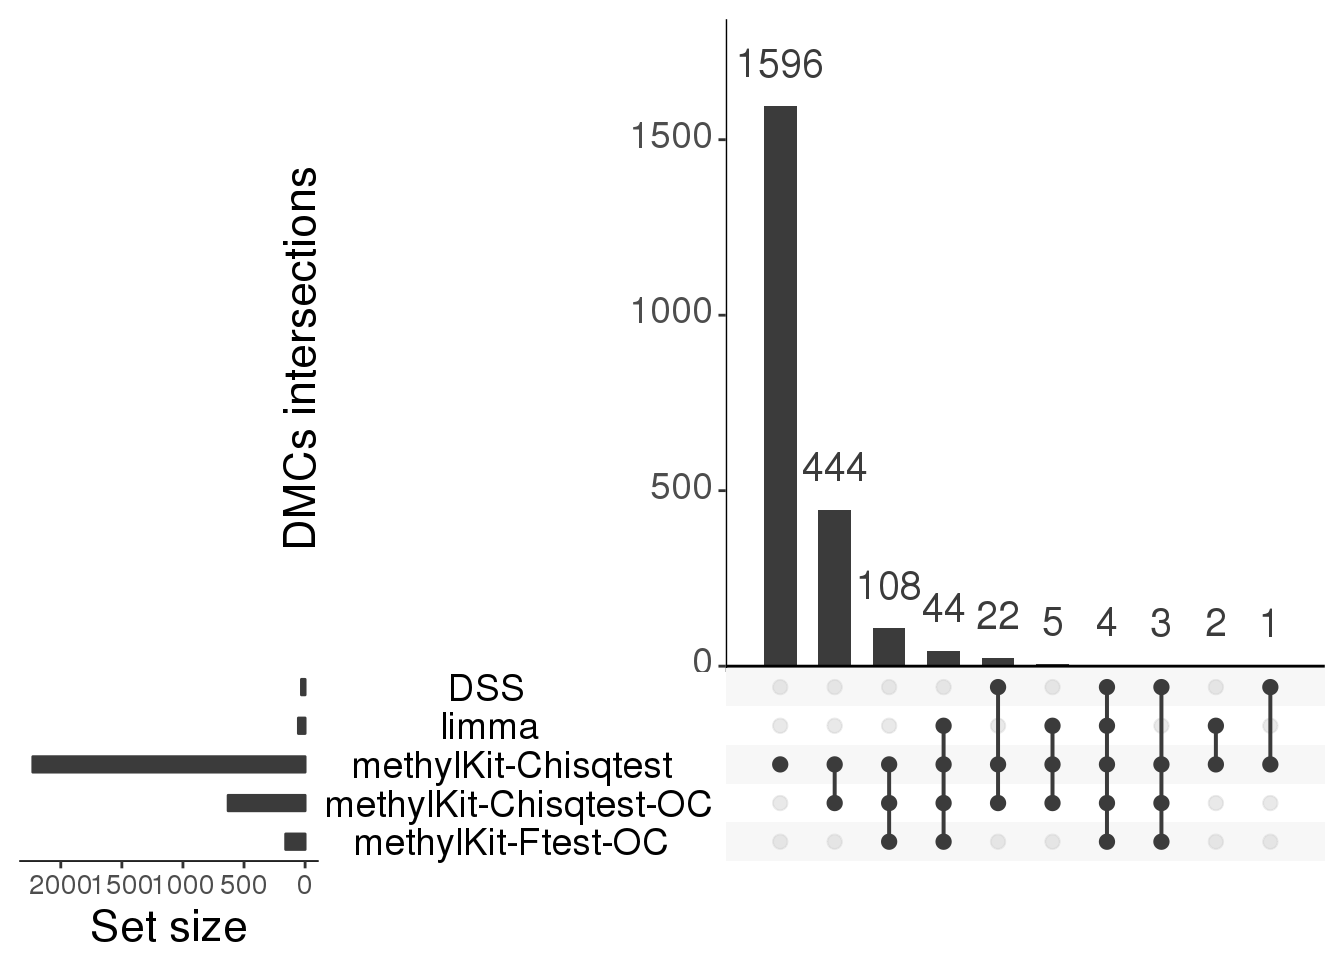 DMCs intersections
1596
444
108
44
22
5
4
3
2
1
1500
1000
500
0
DSS
limma
methylKit-Chisqtest
methylKit-Chisqtest-OC
methylKit-Ftest-OC
2000 1500 1000 500 0
Set size